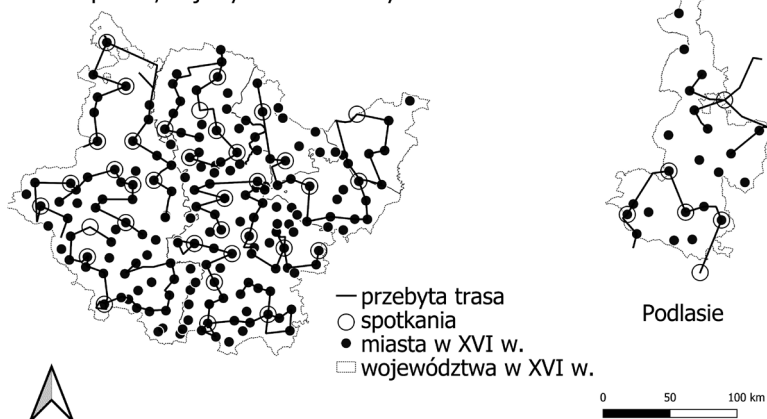 przebyta trasa
spotkania
miasta w XVI w.
województwa w XVI w.
Podlasie
0 50 100 km